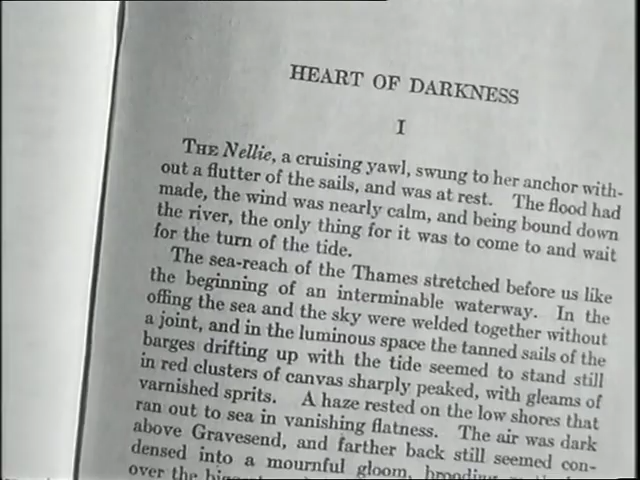 HEART OF DARKNESS
I
THE Nellie, a cruising yawl, swung to her anchor with-
out a flutter of the sails, and was at rest. The flood had
made, the wind was nearly calm, and being bound down
the river, the only thing for it was to come to and wait
for the turn of the tide.
The sea-reach of the Thames stretched before us like
the beginning of an interminable waterway. In the
offing the sea and the sky were welded together without
a joint, and in the luminous space the tanned sails of the
barges drifting up with the tide seemed to stand still
in red clusters of canvas sharply peaked, with gleams of
varnished sprits. A haze rested on the low shores that
ran out to sea in vanishing flatness. The air was dark
above Gravesend, and farther back still seemed con-
densed into a mournful gloom, brooding
over the